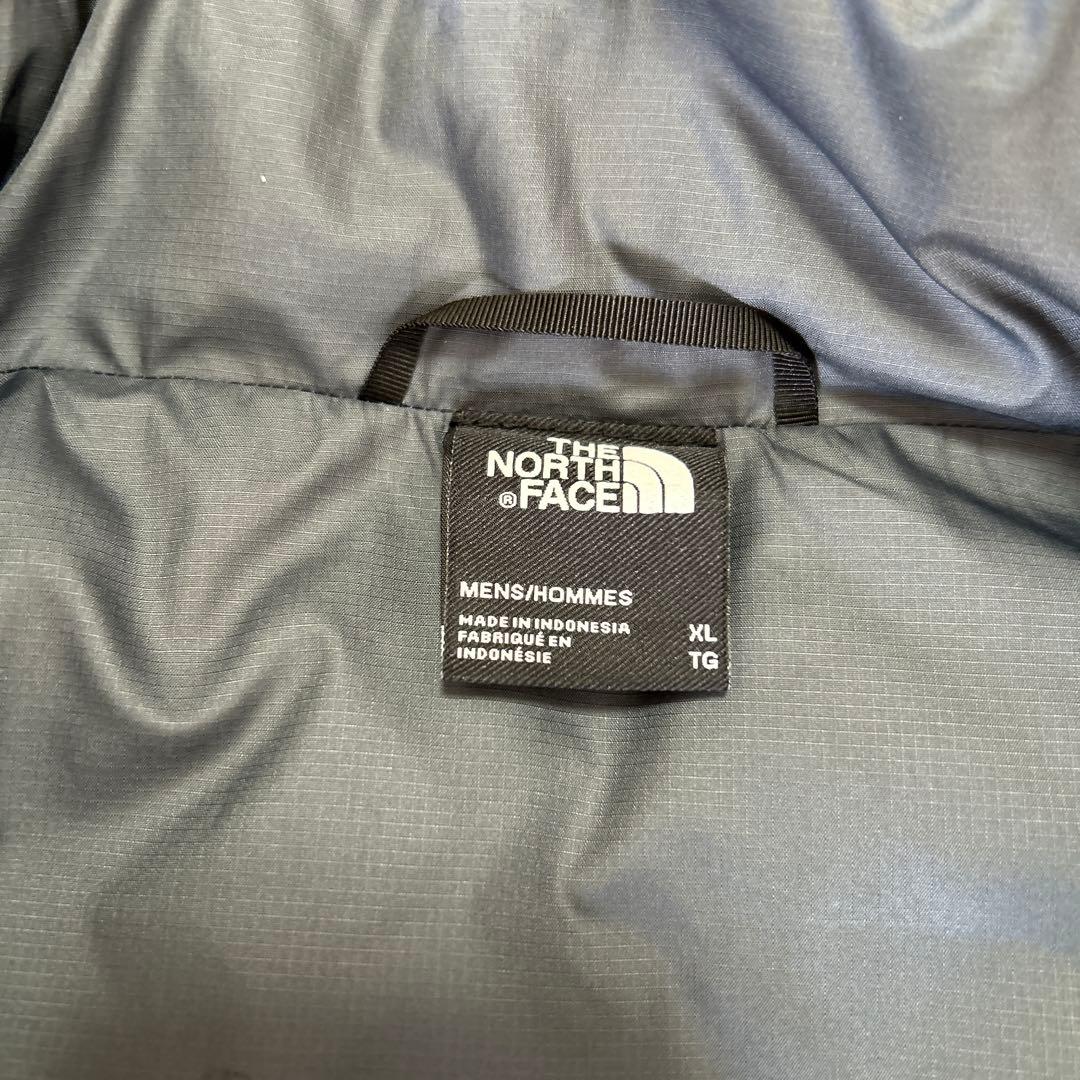 THE
NORTH
® FACE
MENS/HOMMES
MADE IN INDONESIA
FABRIQUÉ EN
INDONÉSIE
XL
TG